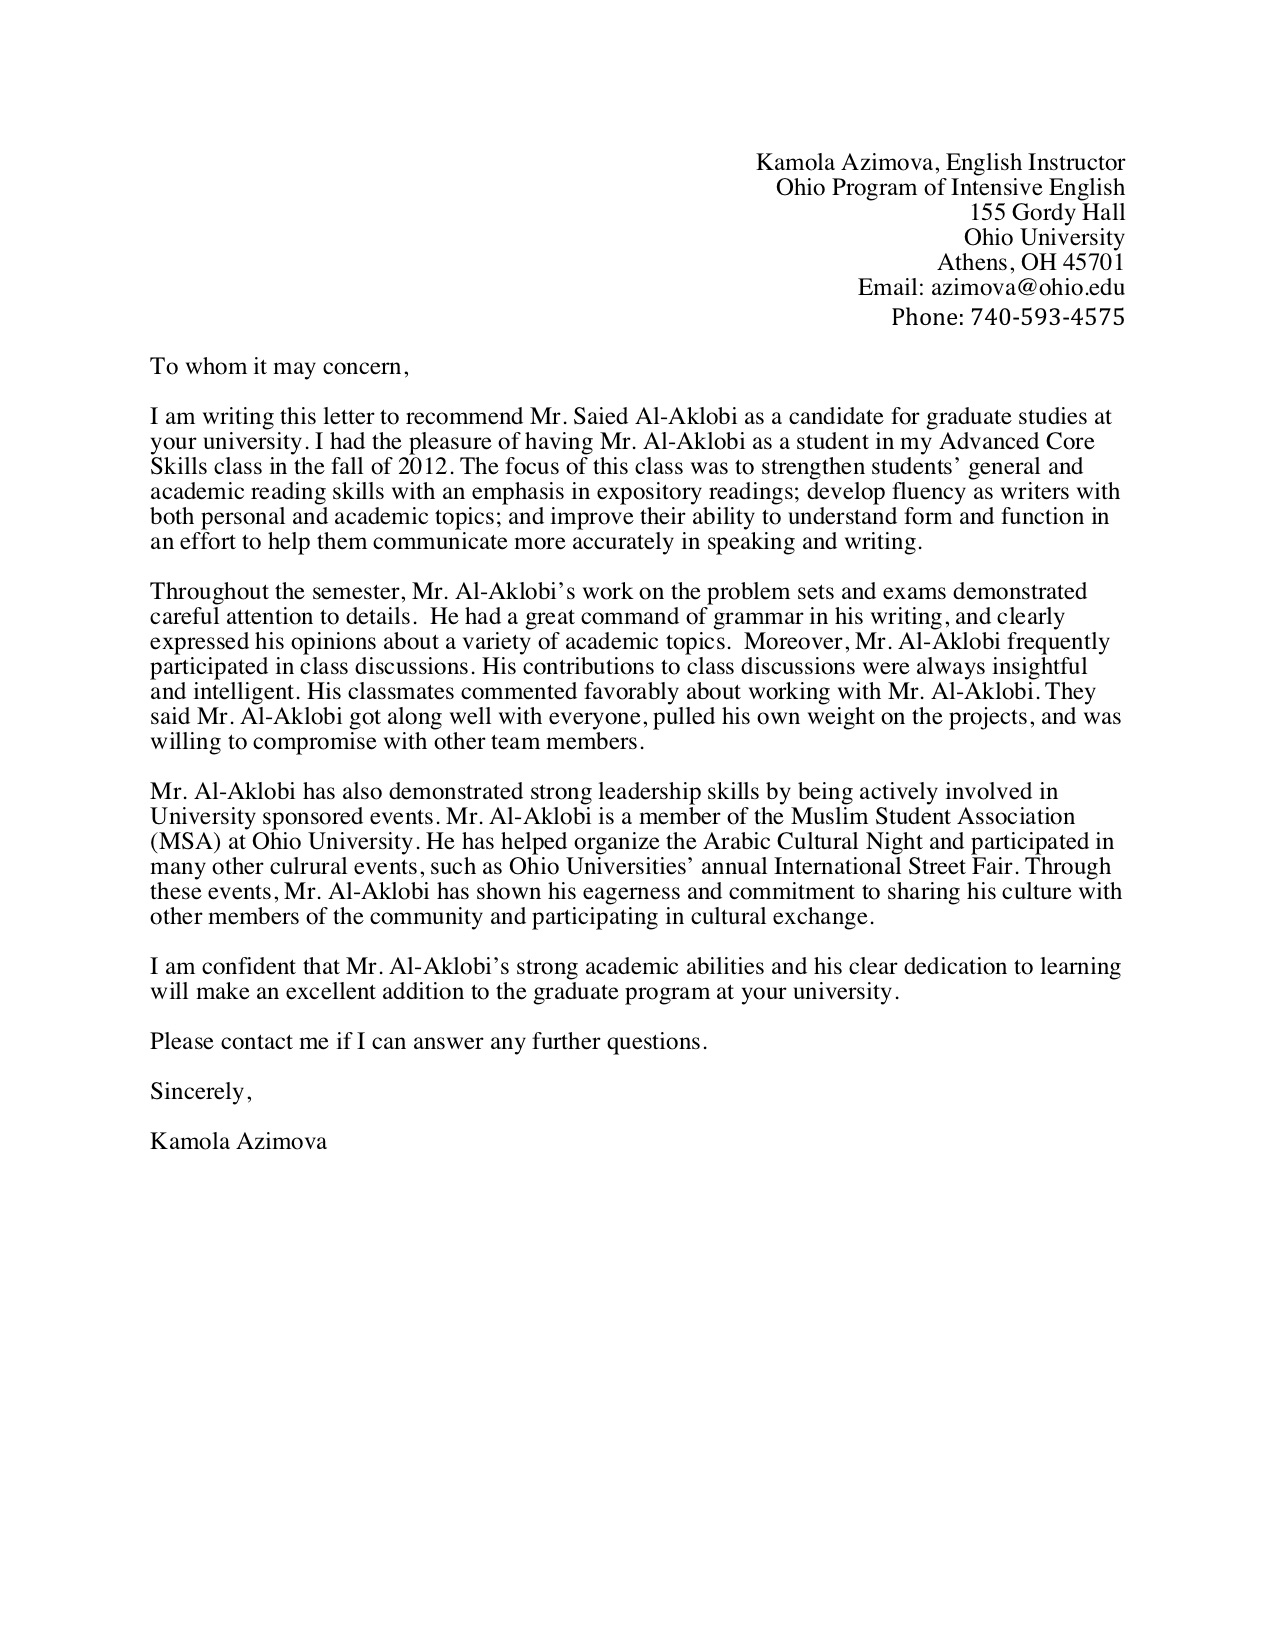 Kamola Azimova, English Instructor
Ohio Program of Intensive English
155 Gordy Hall
Ohio University
Athens, OH 45701
Email: azimova@ohio.edu
Phone: 740-593-4575
To whom it may concern,
I am writing this letter to recommend Mr. Saied Al-Aklobi as a candidate for graduate studies at
your university. I had the pleasure of having Mr. Al-Aklobi as a student in my Advanced Core
Skills class in the fall of 2012. The focus of this class was to strengthen students’ general and
academic reading skills with an emphasis in expository readings; develop fluency as writers with
both personal and academic topics; and improve their ability to understand form and function in
an effort to help them communicate more accurately in speaking and writing.
Throughout the semester, Mr. Al-Aklobi’s work on the problem sets and exams demonstrated
careful attention to details.  He had a great command of grammar in his writing, and clearly
expressed his opinions about a variety of academic topics.  Moreover, Mr. Al-Aklobi frequently
participated in class discussions. His contributions to class discussions were always insightful
and intelligent. His classmates commented favorably about working with Mr. Al-Aklobi. They
said Mr. Al-Aklobi got along well with everyone, pulled his own weight on the projects, and was
willing to compromise with other team members.
Mr. Al-Aklobi has also demonstrated strong leadership skills by being actively involved in
University sponsored events. Mr. Al-Aklobi is a member of the Muslim Student Association
(MSA) at Ohio University. He has helped organize the Arabic Cultural Night and participated in
many other culrural events, such as Ohio Universities’ annual International Street Fair. Through
these events, Mr. Al-Aklobi has shown his eagerness and commitment to sharing his culture with
other members of the community and participating in cultural exchange.
I am confident that Mr. Al-Aklobi’s strong academic abilities and his clear dedication to learning
will make an excellent addition to the graduate program at your university.
Please contact me if I can answer any further questions.
Sincerely,
Kamola Azimova